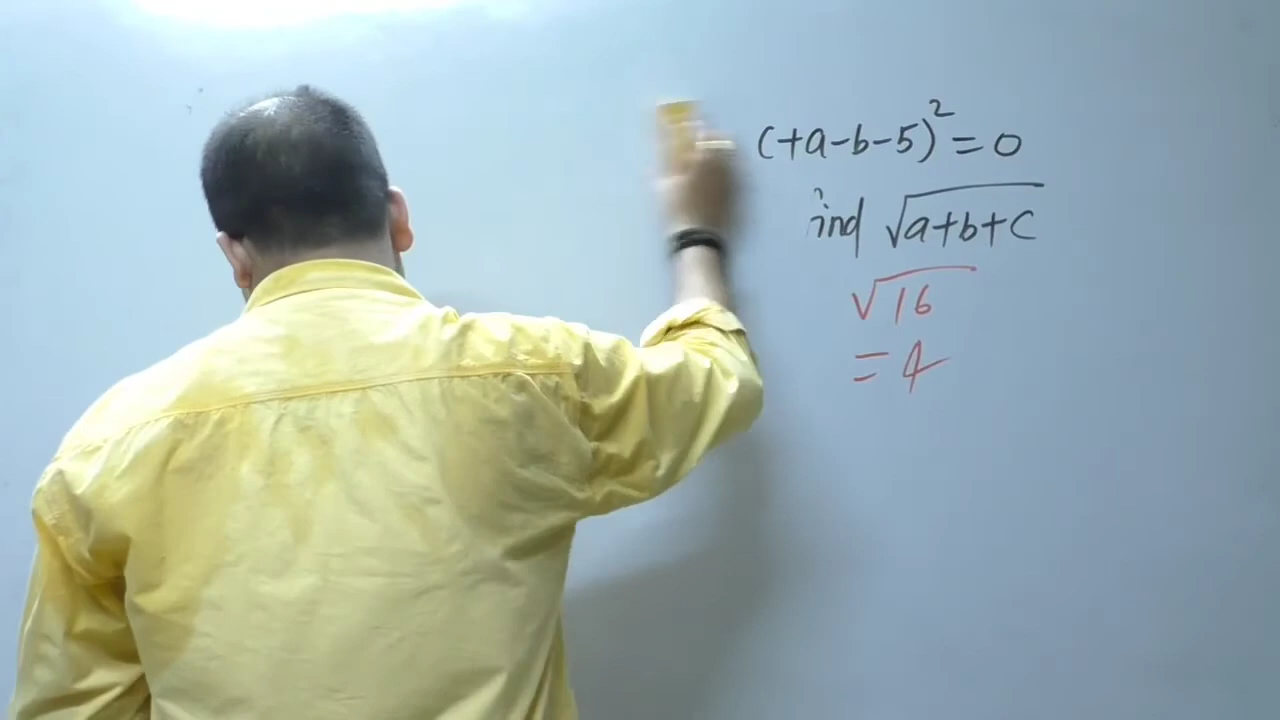 (+a-b-5)² = 0
ind √a+b+c
√16
= 4